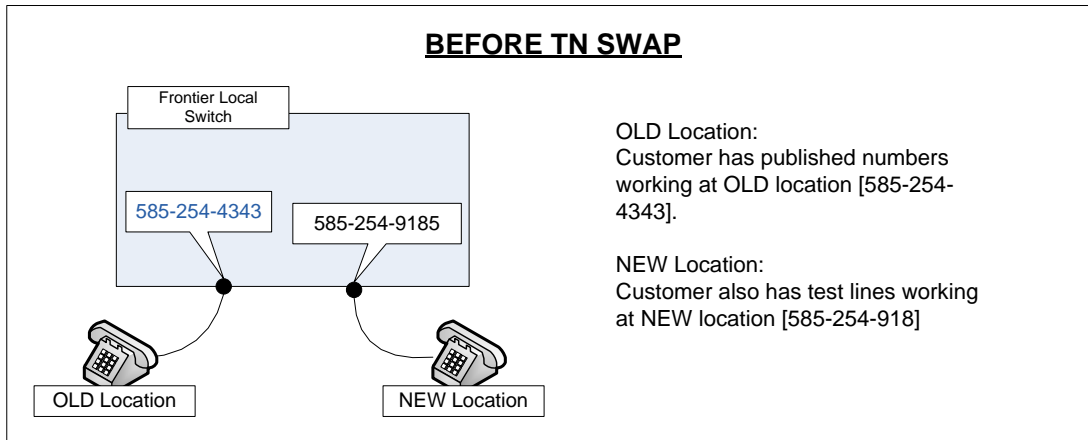 BEFORE TN SWAP
Frontier Local
Switch
585-254-4343
585-254-9185
OLD Location
NEW Location
OLD Location:
Customer has published numbers
working at OLD location [585-254-
4343].
NEW Location:
Customer also has test lines working
at NEW location [585-254-918]